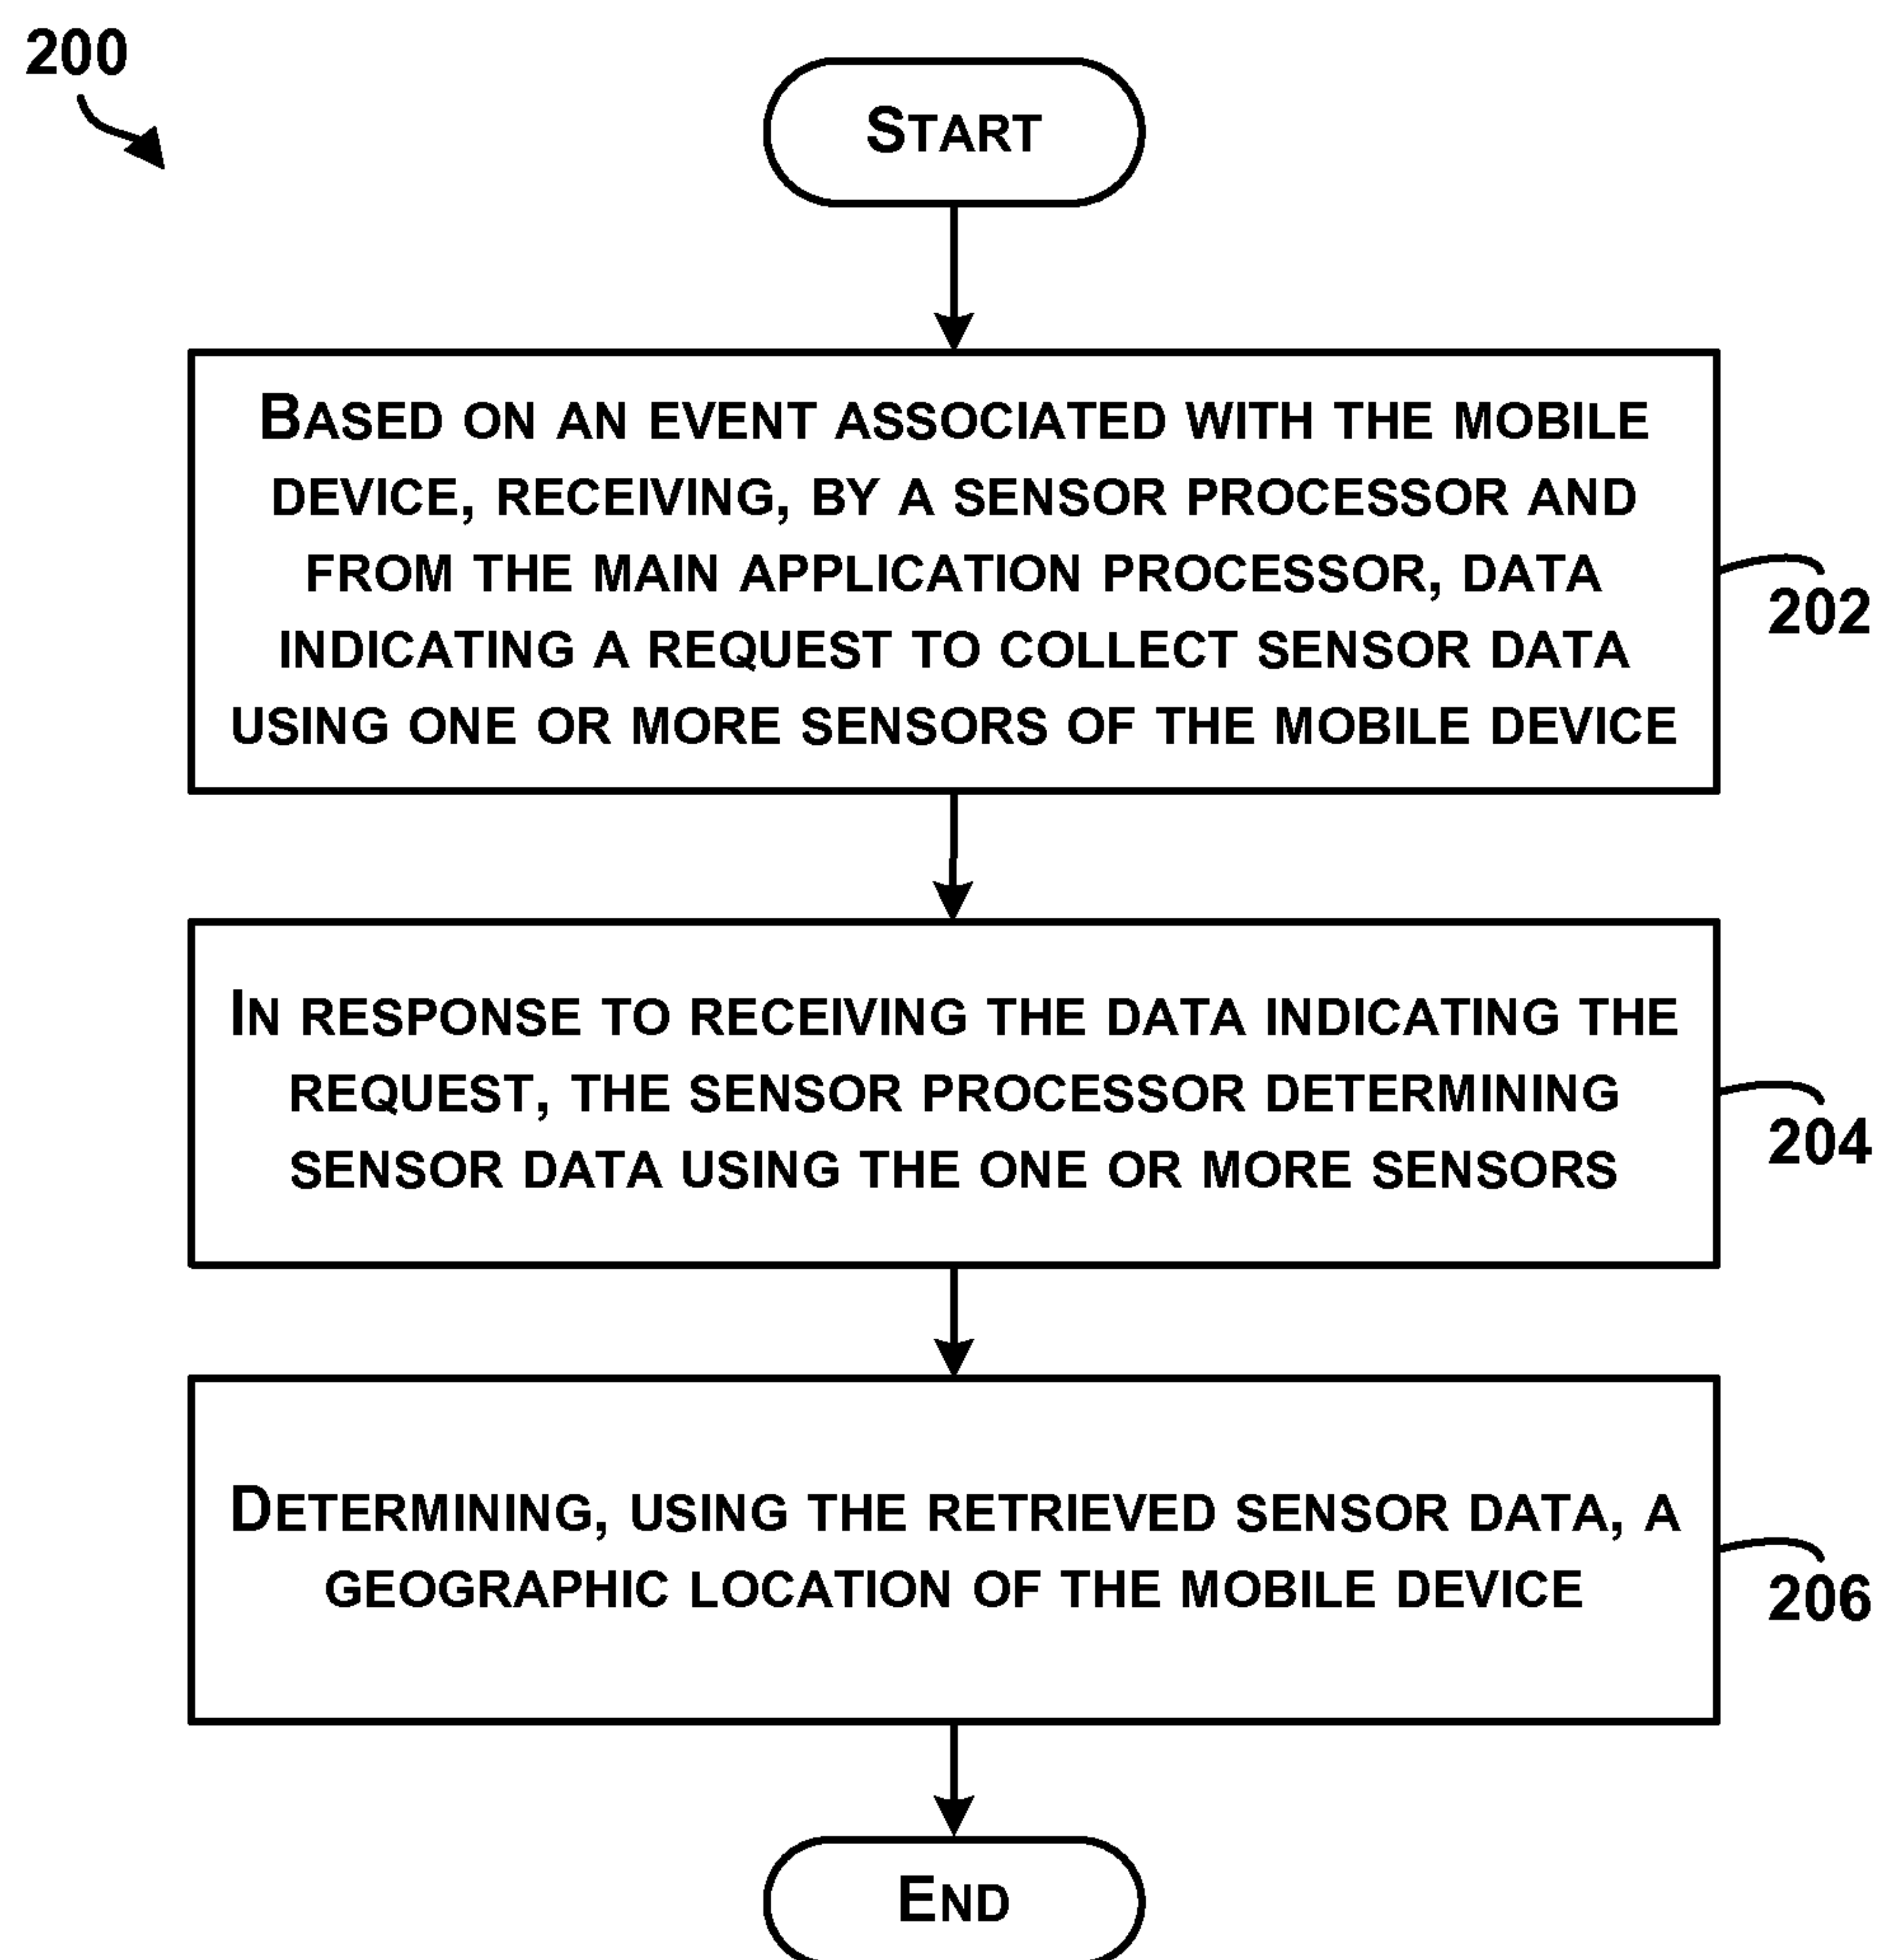 200
START
BASED ON AN EVENT ASSOCIATED WITH THE MOBILE
DEVICE, RECEIVING, BY A SENSOR PROCESSOR AND
FROM THE MAIN APPLICATION PROCESSOR, DATA
INDICATING A REQUEST TO COLLECT SENSOR DATA
USING ONE OR MORE SENSORS OF THE MOBILE DEVICE
202
IN RESPONSE TO RECEIVING THE DATA INDICATING THE
REQUEST, THE SENSOR PROCESSOR DETERMINING
SENSOR DATA USING THE ONE OR MORE SENSORS
204
DETERMINING, USING THE RETRIEVED SENSOR DATA, A
GEOGRAPHIC LOCATION OF THE MOBILE DEVICE
206
END